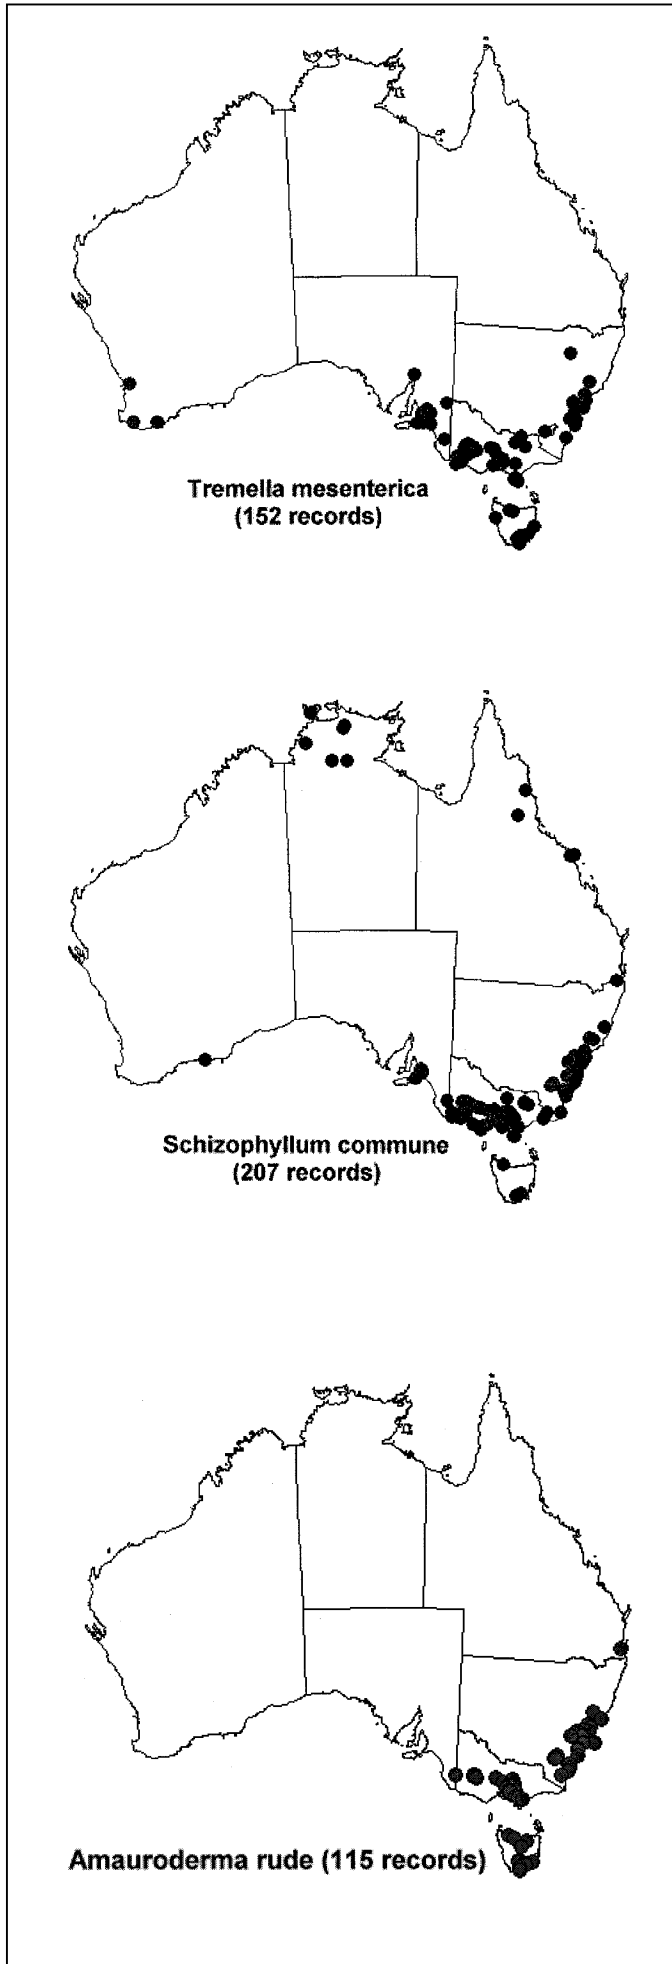 Tremella mesenterica
(152 records)
Schizophyllum commune
(207 records)
Amauroderma rude (115 records)